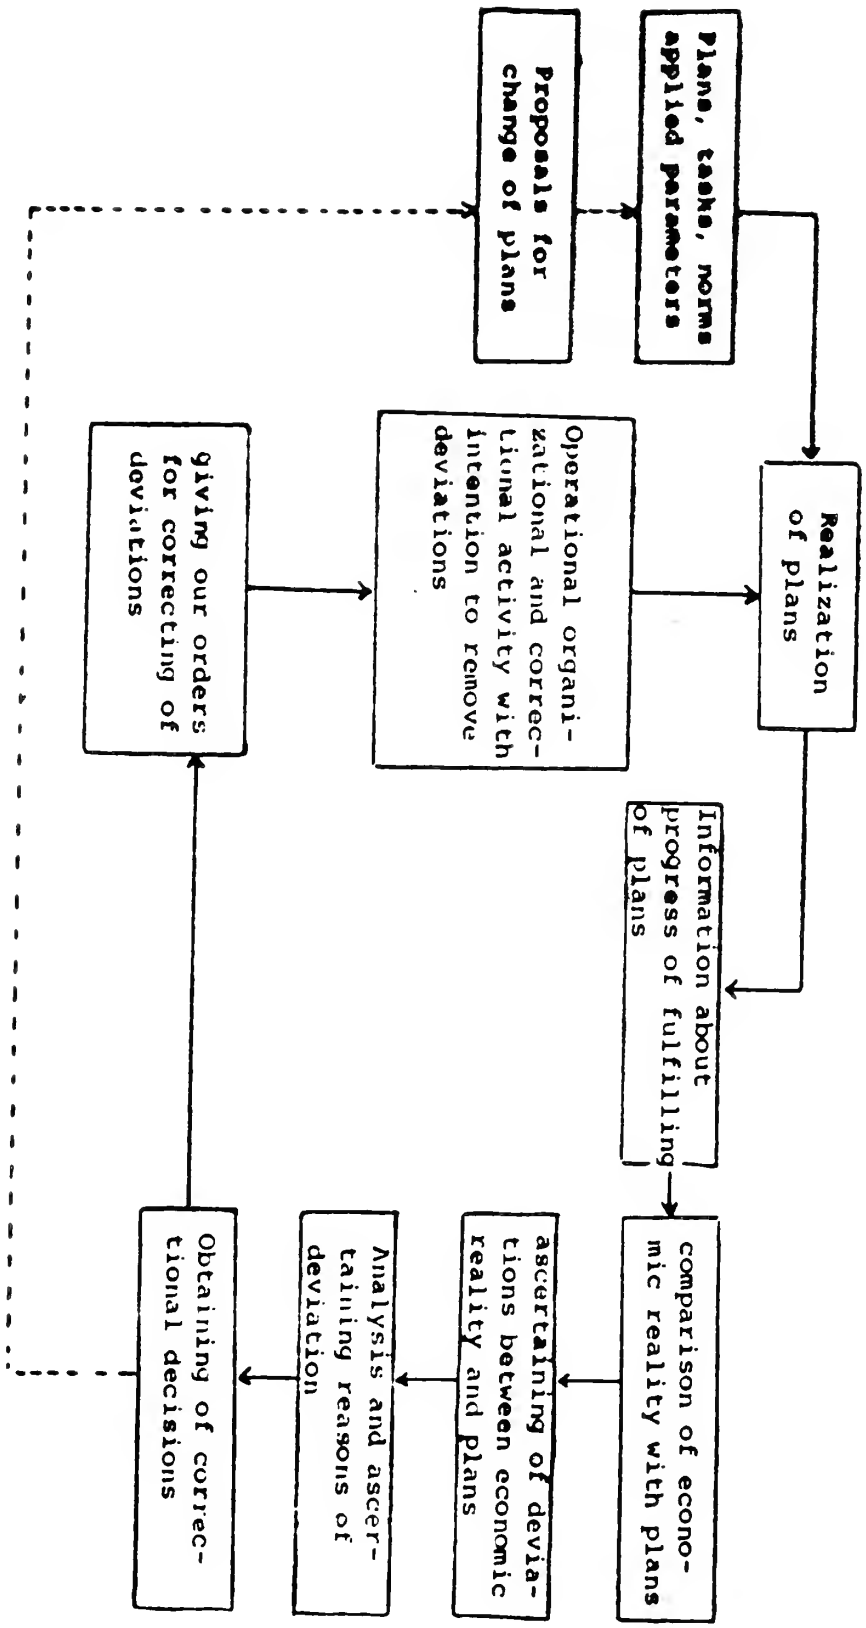 Plans, tasks, norms
applied parameters
Proposals for
change of plans
Realization
of plans
Operational organi-
zational and correc-
tional activity with
intention to remove
deviations
giving our orders
for correcting of
deviations
Information about
progress of fulfilling
of plans
comparison of econo-
mic reality with plans
ascertaining of devia-
tions between economic
reality and plans
Analysis and ascer-
taining reasons of
deviation
Obtaining of correc-
tional decisions